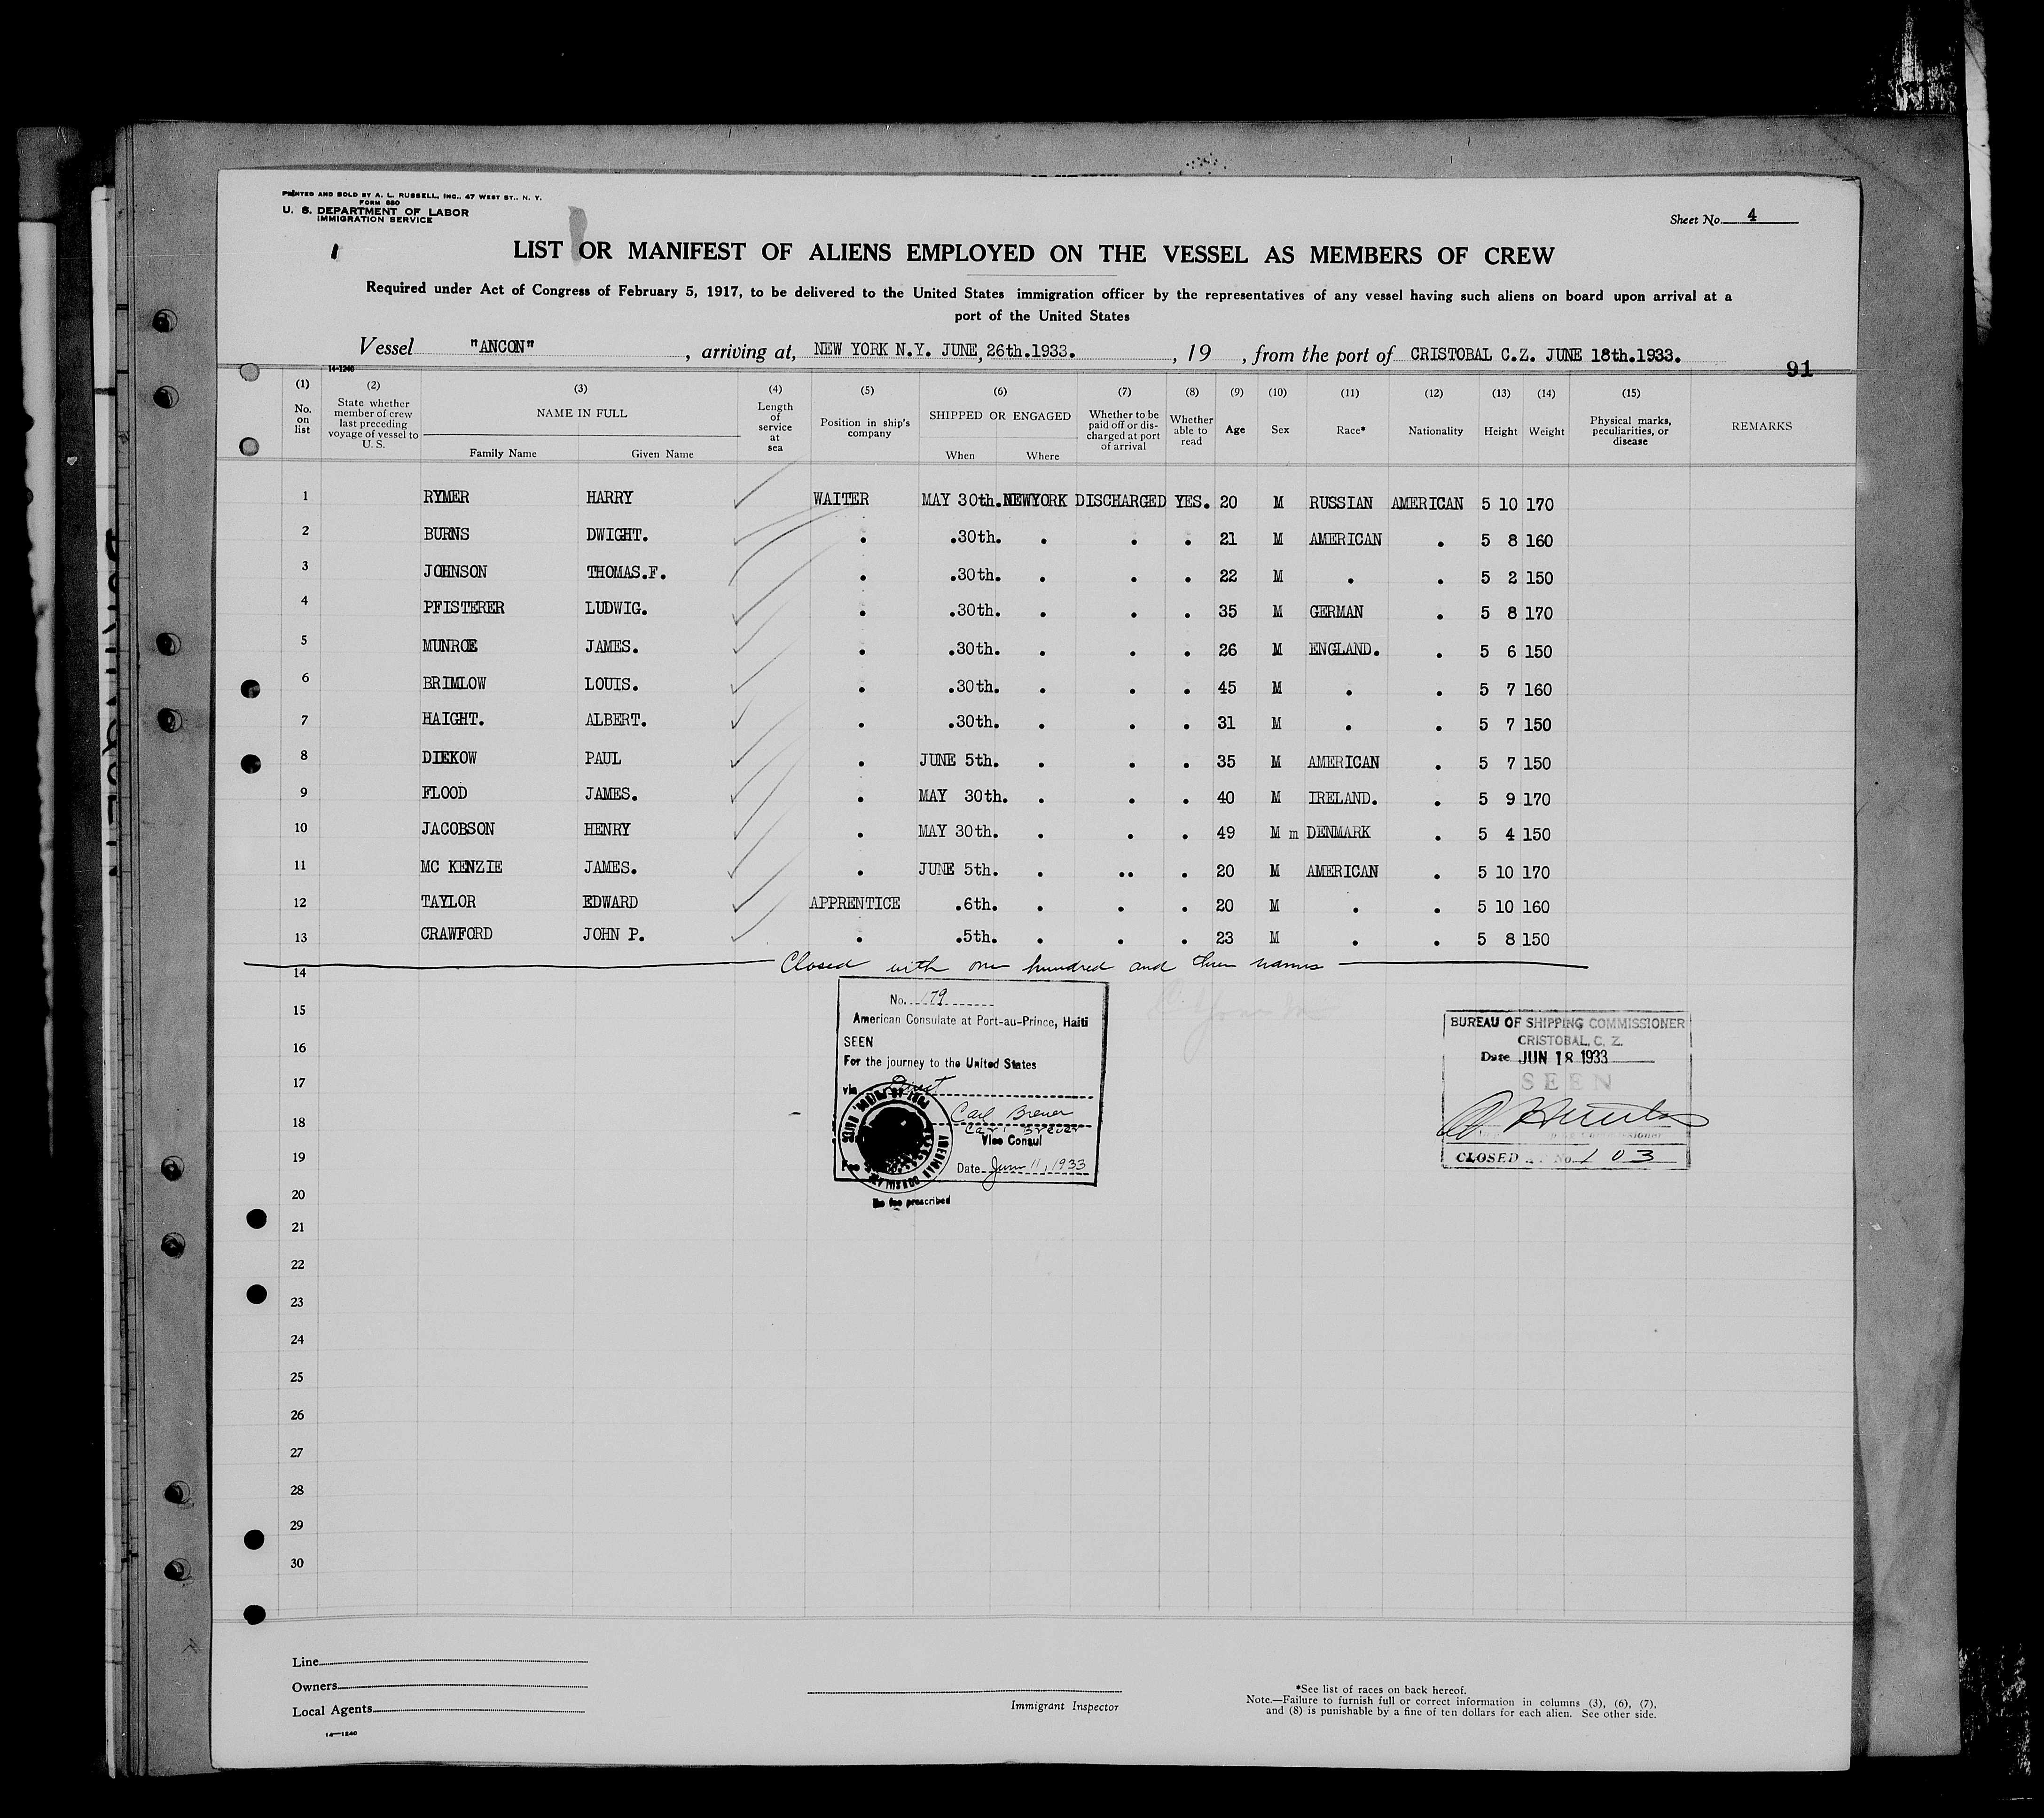 PRINTED AND SOLD BY A. L. RUSSELL, INC., 47 WEST ST., N. Y.
FORM 680
U. S. DEPARTMENT OF LABOR
IMMIGRATION SERVICE
Sheet No. 4
LIST OR MANIFEST OF ALIENS EMPLOYED ON THE VESSEL AS MEMBERS OF CREW
Required under Act of Congress of February 5, 1917, to be delivered to the United States immigration officer by the representatives of any vessel having such aliens on board upon arrival at a
port of the United States
Vessel "ANCON", arriving at, NEW YORK N.Y. JUNE, 26th.1933., 19 , from the port of CRISTOBAL C.Z. JUNE 18th.1933.
14-1240
91
(1) No. on list (2) State whether member of crew last preceding voyage of vessel to U. S. (3) NAME IN FULL Family Name Given Name (4) Length of service at sea (5) Position in ship's company (6) SHIPPED OR ENGAGED When Where (7) Whether to be paid off or discharged at port of arrival (8) Whether able to read (9) Age (10) Sex (11) Race* (12) Nationality (13) Height (14) Weight (15) Physical marks, peculiarities, or disease REMARKS
1 RYMER HARRY WAITER MAY 30th. NEWYORK DISCHARGED YES. 20 M RUSSIAN AMERICAN 5 10 170
2 BURNS DWIGHT. . .30th. . . . 21 M AMERICAN . 5 8 160
3 JOHNSON THOMAS.F. . .30th. . . . 22 M . . 5 2 150
4 PFISTERER LUDWIG. . .30th. . . . 35 M GERMAN . 5 8 170
5 MUNROE JAMES. . .30th. . . . 26 M ENGLAND. . 5 6 150
6 BRIMLOW LOUIS. . .30th. . . . 45 M . . 5 7 160
7 HAIGHT. ALBERT. . .30th. . . . 31 M . . 5 7 150
8 DIEKOW PAUL . JUNE 5th. . . . 35 M AMERICAN . 5 7 150
9 FLOOD JAMES. . MAY 30th. . . . 40 M IRELAND. . 5 9 170
10 JACOBSON HENRY . MAY 30th. . . . 49 M m DENMARK . 5 4 150
11 MC KENZIE JAMES. . JUNE 5th. . .. . 20 M AMERICAN . 5 10 170
12 TAYLOR EDWARD APPRENTICE .6th. . . . 20 M . . 5 10 160
13 CRAWFORD JOHN P. . .5th. . . . 23 M . . 5 8 150
Closed with one hundred and three names
14
15
16
17
18
19
20
21
22
23
24
25
26
27
28
29
30
No. 179
American Consulate at Port-au-Prince, Haiti
SEEN
For the journey to the United States
via Direct
Carl Breuer
Carl Breuer
Vice Consul
Fee
Date June 11, 1933
No fee prescribed
BUREAU OF SHIPPING COMMISSIONER
CRISTOBAL, C. Z.
Date JUN 18 1933
SEEN
CLOSED No. 103
Line
Owners
Local Agents
14—1240
Immigrant Inspector
*See list of races on back hereof.
Note.—Failure to furnish full or correct information in columns (3), (6), (7),
and (8) is punishable by a fine of ten dollars for each alien. See other side.